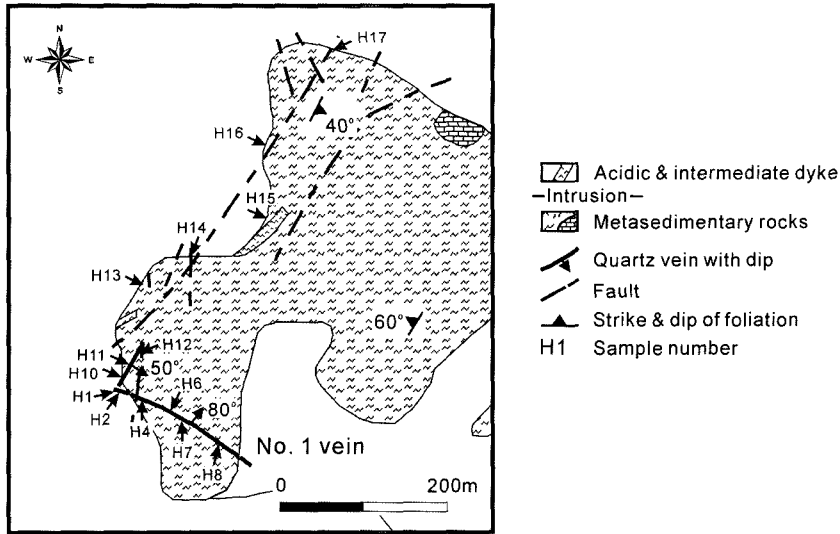 N
W E
S
H17
40°
H16
H15
H14
H13
60°
H12
H11
50°
H10
H6
H1
80°
H2
H4
H7
No. 1 vein
H8
0 200m
Acidic & intermediate dyke
–Intrusion–
Metasedimentary rocks
Quartz vein with dip
Fault
Strike & dip of foliation
H1 Sample number